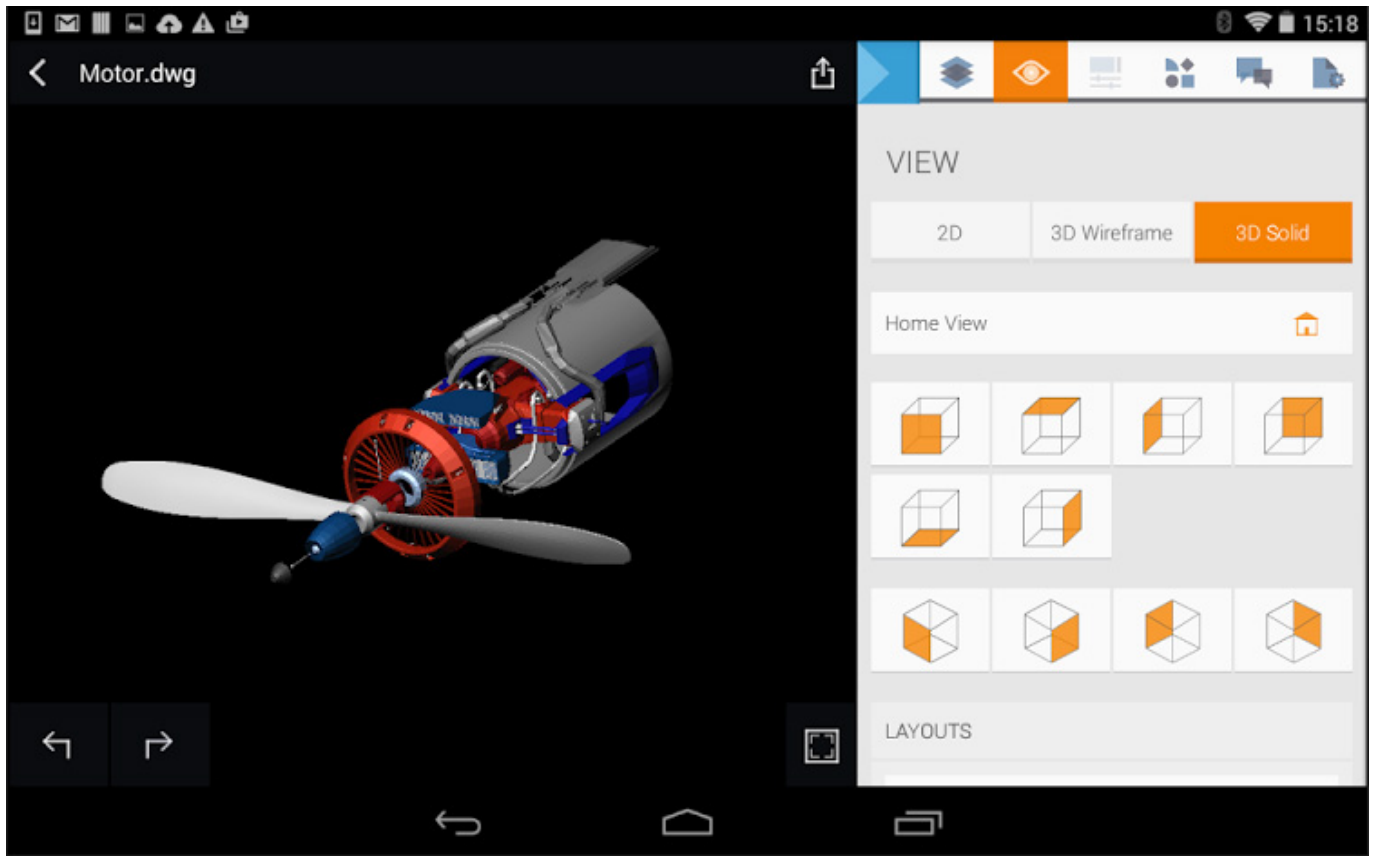 15:18
Motor.dwg
VIEW
2D
3D Wireframe
3D Solid
Home View
LAYOUTS